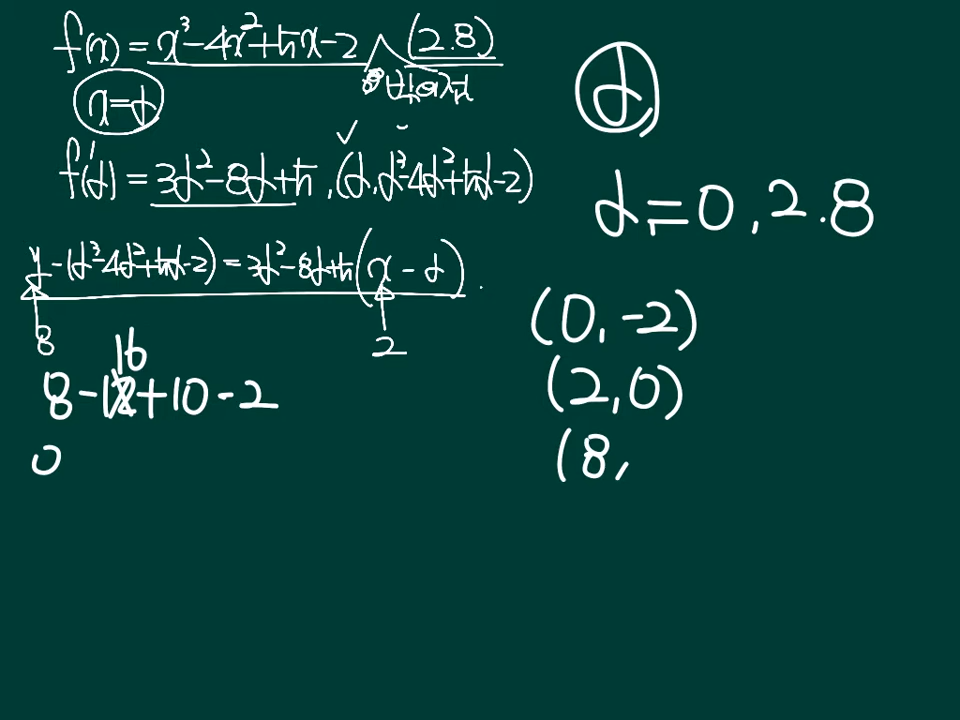 f(x) = x³-4x²+5x-2 (2.8)
x=α
f'(α) = 3α²-8α+5, (α, α³-4α²+5α-2)
y-(α³-4α²+5α-2) = 3α²-8α+5(x-α).
8 2
16
8-12+10-2
0
α,
α=0,2.8
(0,-2)
(2,0)
(8,